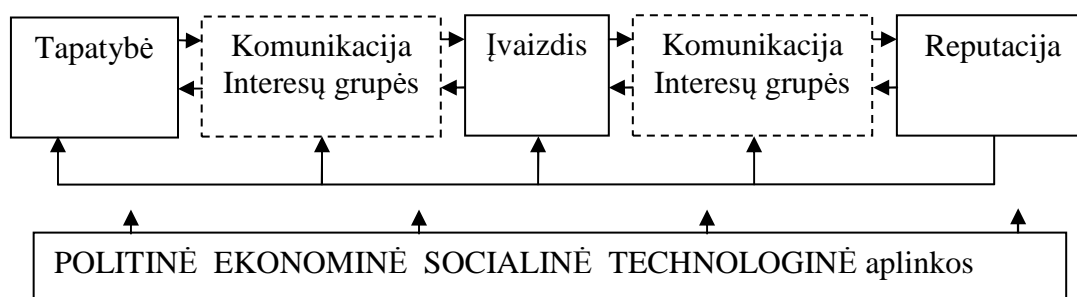 Tapatybė
Komunikacija
Interesų grupės
Įvaizdis
Komunikacija
Interesų grupės
Reputacija
POLITINĖ EKONOMINĖ SOCIALINĖ TECHNOLOGINĖ aplinkos